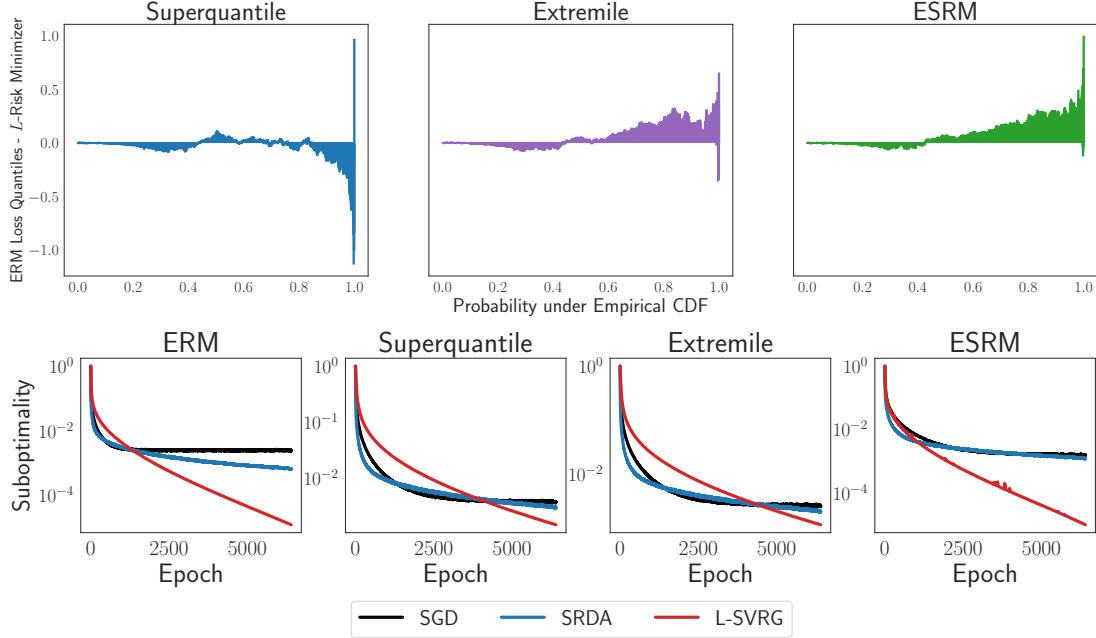 Superquantile
Extremile
ESRM
ERM Loss Quantiles - L-Risk Minimizer
1.0
0.5
0.0
−0.5
−1.0
0.0 0.2 0.4 0.6 0.8 1.0
0.0 0.2 0.4 0.6 0.8 1.0
0.0 0.2 0.4 0.6 0.8 1.0
Probability under Empirical CDF
ERM
Superquantile
Extremile
ESRM
Suboptimality
10^0
10^−2
10^−4
0 2500 5000
Epoch
10^0
10^−1
10^−2
0 2500 5000
Epoch
10^0
10^−2
0 2500 5000
Epoch
10^0
10^−2
10^−4
0 2500 5000
Epoch
SGD SRDA L-SVRG